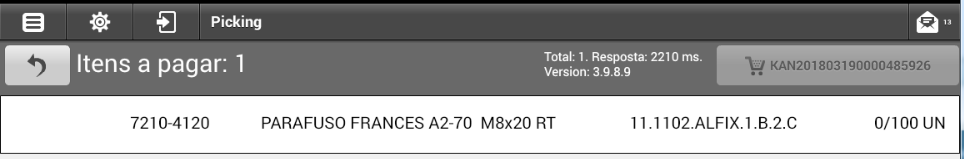 Picking
13
Itens a pagar: 1
Total: 1. Resposta: 2210 ms.
Version: 3.9.8.9
KAN201803190000485926
7210-4120 PARAFUSO FRANCES A2-70 M8x20 RT 11.1102.ALFIX.1.B.2.C 0/100 UN